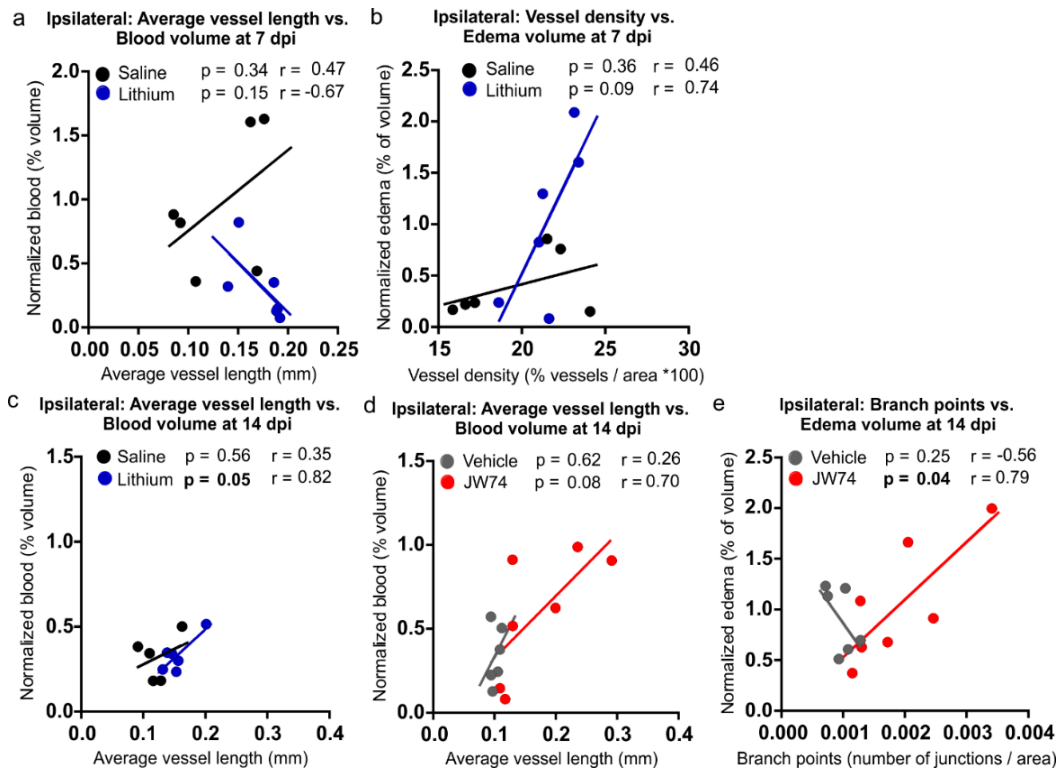 a
Ipsilateral: Average vessel length vs.
Blood volume at 7 dpi
Saline p = 0.34 r = 0.47
Lithium p = 0.15 r = -0.67
Normalized blood (% volume)
2.0
1.5
1.0
0.5
0.0
0.00 0.05 0.10 0.15 0.20 0.25
Average vessel length (mm)
b
Ipsilateral: Vessel density vs.
Edema volume at 7 dpi
Saline p = 0.36 r = 0.46
Lithium p = 0.09 r = 0.74
Normalized edema (% of volume)
2.5
2.0
1.5
1.0
0.5
0.0
15 20 25 30
Vessel density (% vessels / area *100)
c
Ipsilateral: Average vessel length vs.
Blood volume at 14 dpi
Saline p = 0.56 r = 0.35
Lithium p = 0.05 r = 0.82
Normalized blood (% volume)
1.5
1.0
0.5
0.0
0.0 0.1 0.2 0.3 0.4
Average vessel length (mm)
d
Ipsilateral: Average vessel length vs.
Blood volume at 14 dpi
Vehicle p = 0.62 r = 0.26
JW74 p = 0.08 r = 0.70
Normalized blood (% volume)
1.5
1.0
0.5
0.0
0.0 0.1 0.2 0.3 0.4
Average vessel length (mm)
e
Ipsilateral: Branch points vs.
Edema volume at 14 dpi
Vehicle p = 0.25 r = -0.56
JW74 p = 0.04 r = 0.79
Normalized edema (% of volume)
2.5
2.0
1.5
1.0
0.5
0.0
0.000 0.001 0.002 0.003 0.004
Branch points (number of junctions / area)